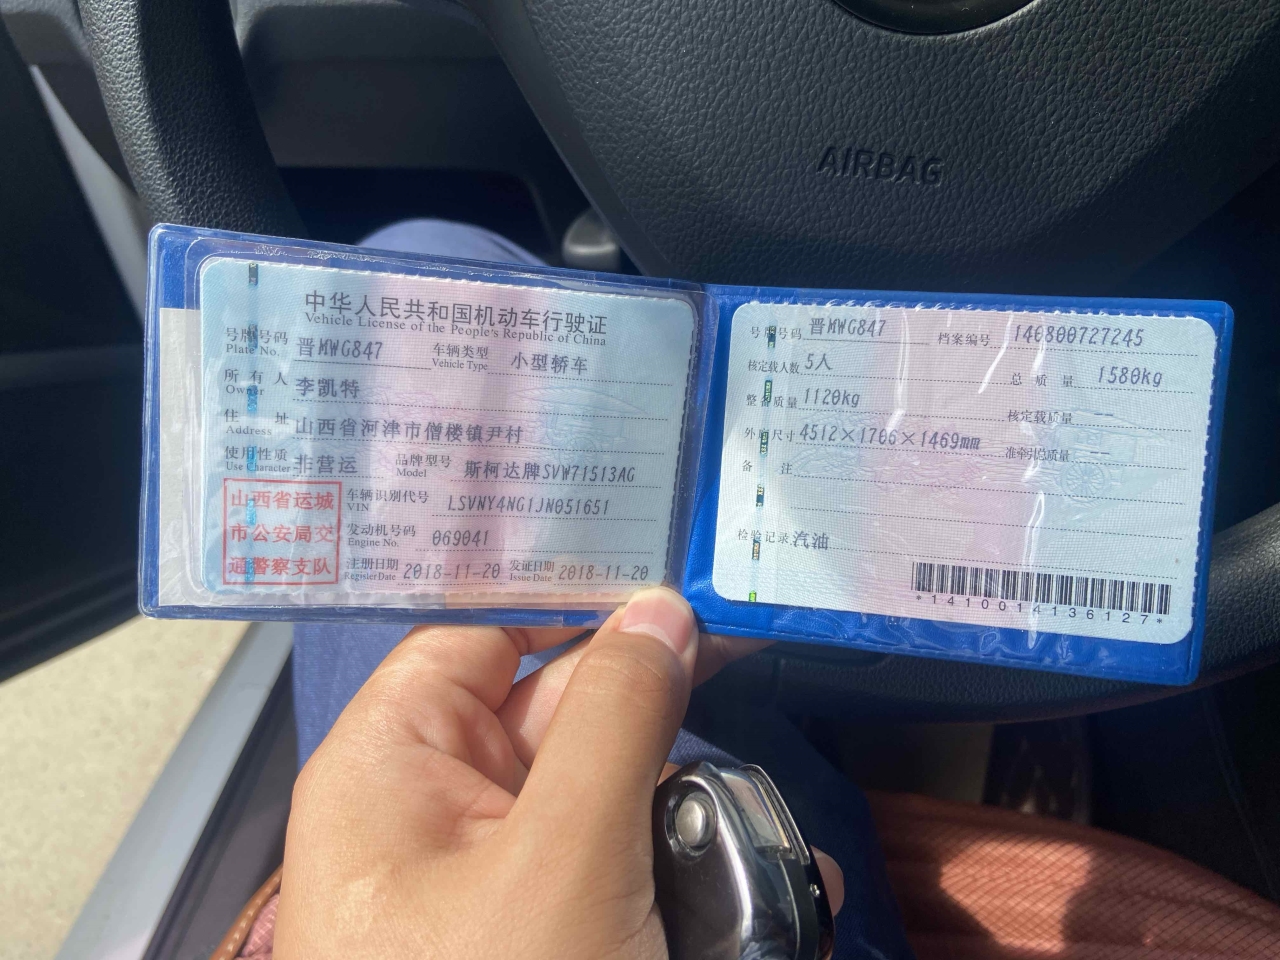 AIRBAG
中华人民共和国机动车行驶证
Vehicle License of the People's Republic of China
号牌号码 晋MWG847 车辆类型 小型轿车
Plate No. Vehicle Type
所有人 李凯特
Owner
住址 山西省河津市僧楼镇尹村
Address
使用性质 非营运 品牌型号 斯柯达牌SVW71513AG
Use Character Model
山西省运城
市公安局交
通警察支队
车辆识别代号 LSVNY4NG1JN051651
VIN
发动机号码 069041
Engine No.
注册日期 2018-11-20 发证日期 2018-11-20
Register Date Issue Date
号牌号码 晋MWG847 档案编号 140800727245
核定载人数 5人 总质量 1580kg
整备质量 1120kg 核定载质量 --
外廓尺寸 4512×1706×1469mm 准牵引总质量 --
备注
检验记录 汽油
*1410014136127*